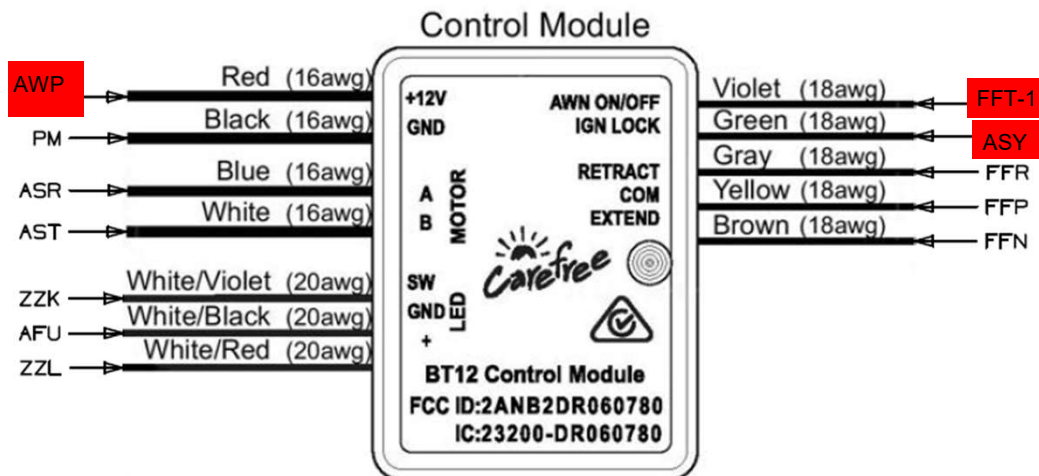 Control Module
AWP
Red (16awg)
PM
Black (16awg)
ASR
Blue (16awg)
AST
White (16awg)
ZZK
White/Violet (20awg)
AFU
White/Black (20awg)
ZZL
White/Red (20awg)
+12V
GND
A
B
MOTOR
SW
GND
+
LED
AWN ON/OFF
IGN LOCK
RETRACT
COM
EXTEND
Carefree
BT12 Control Module
FCC ID:2ANB2DR060780
IC:23200-DR060780
Violet (18awg)
FFT-1
Green (18awg)
ASY
Gray (18awg)
FFR
Yellow (18awg)
FFP
Brown (18awg)
FFN